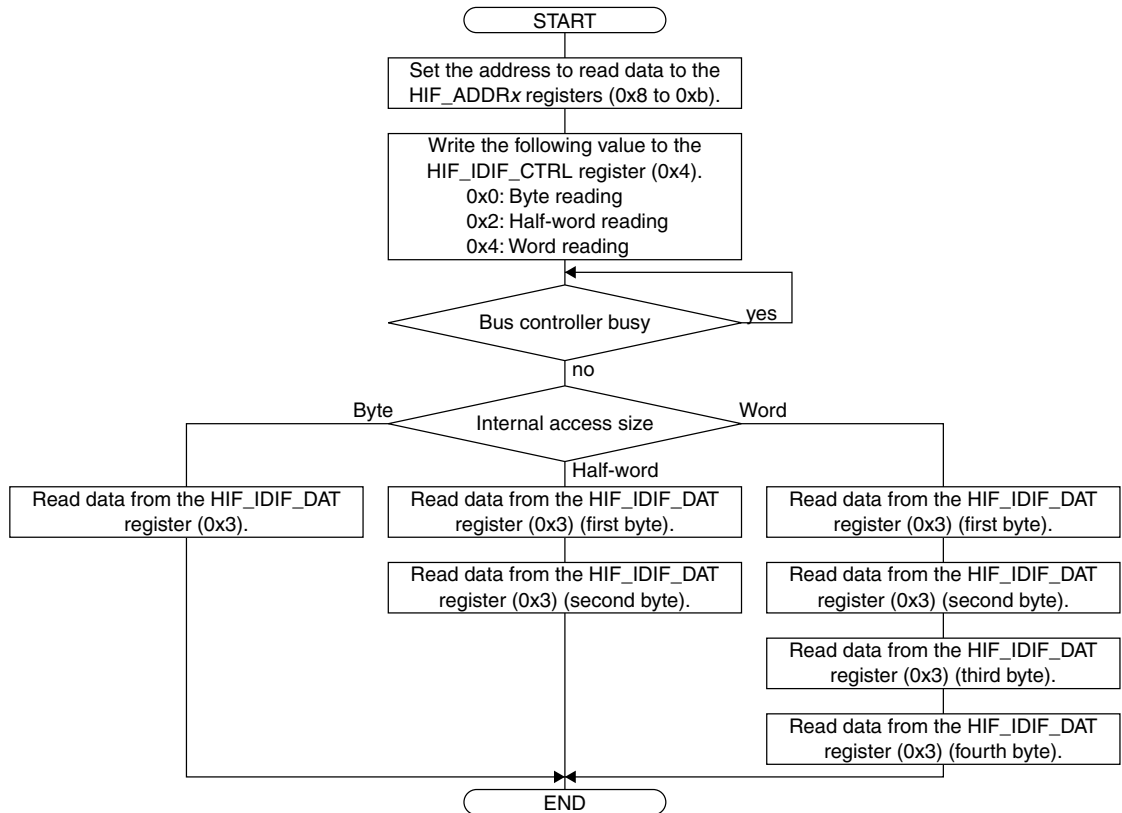 START
Set the address to read data to the
HIF_ADDRx registers (0x8 to 0xb).
Write the following value to the
HIF_IDIF_CTRL register (0x4).
0x0: Byte reading
0x2: Half-word reading
0x4: Word reading
Bus controller busy
yes
no
Byte
Internal access size
Word
Half-word
Read data from the HIF_IDIF_DAT
register (0x3).
Read data from the HIF_IDIF_DAT
register (0x3) (first byte).
Read data from the HIF_IDIF_DAT
register (0x3) (second byte).
Read data from the HIF_IDIF_DAT
register (0x3) (first byte).
Read data from the HIF_IDIF_DAT
register (0x3) (second byte).
Read data from the HIF_IDIF_DAT
register (0x3) (third byte).
Read data from the HIF_IDIF_DAT
register (0x3) (fourth byte).
END